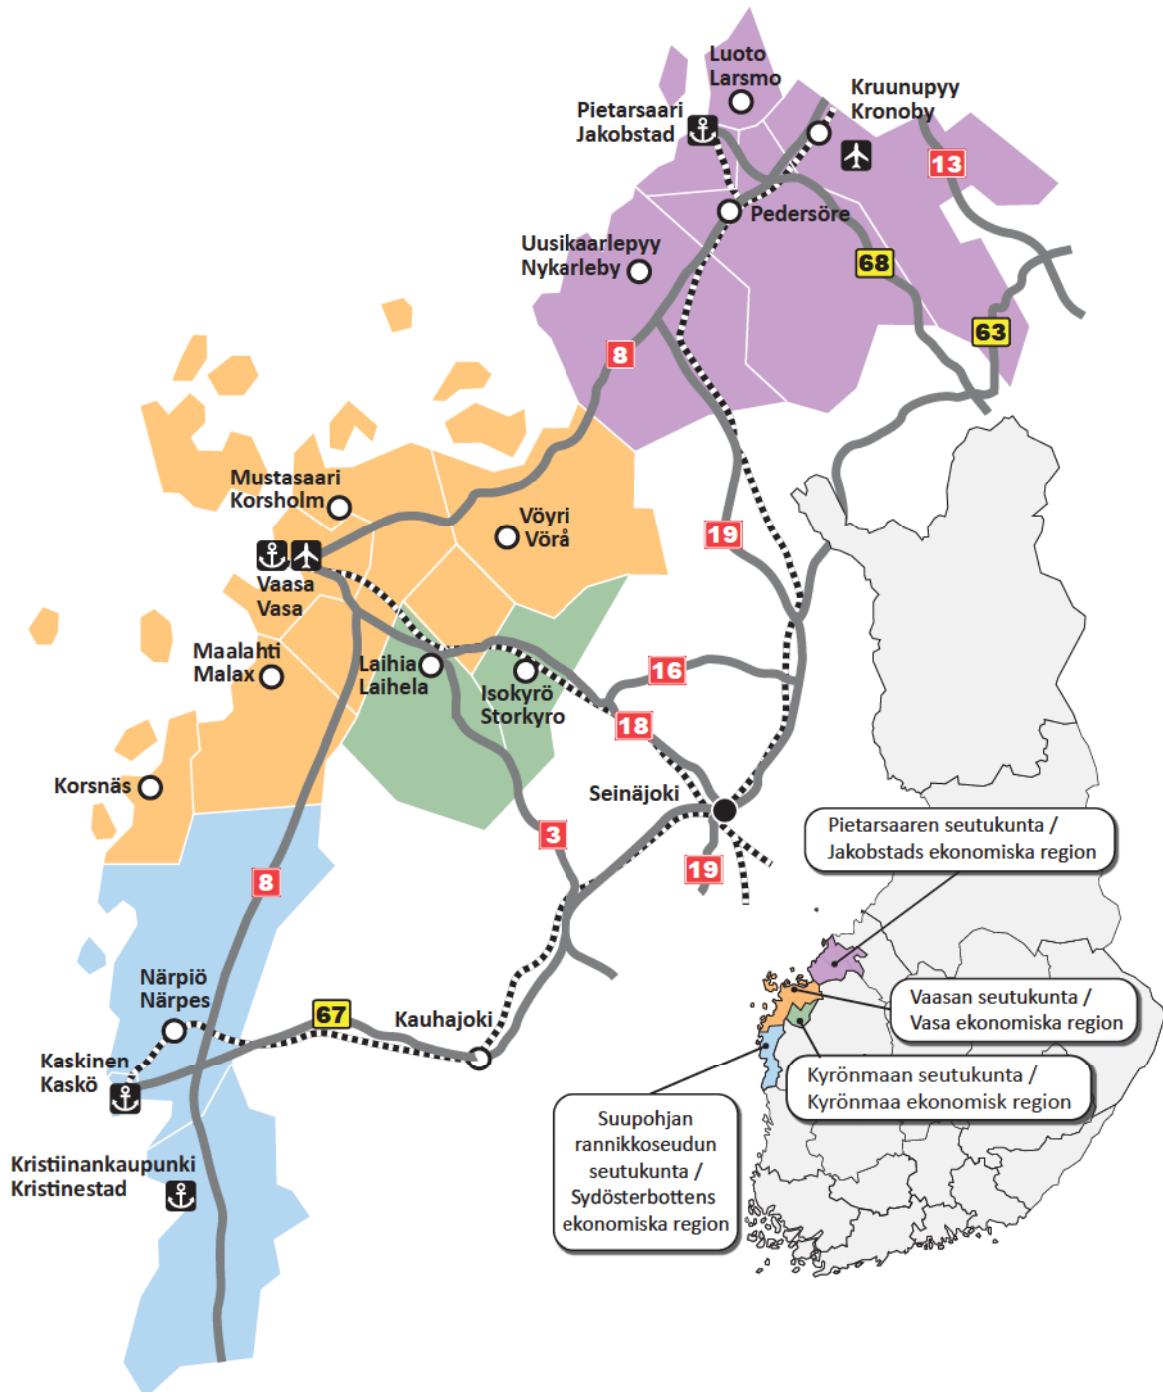 Luoto
Larsmo
Kruunupyy
Kronoby
Pietarsaari
Jakobstad
13
Pedersöre
Uusikaarlepyy
Nykarleby
68
63
8
Mustasaari
Korsholm
Vöyri
Vörå
19
Vaasa
Vasa
Maalahti
Malax
Laihia
Laihela
Isokyrö
Storkyro
16
18
Korsnäs
Seinäjoki
3
19
8
Pietarsaaren seutukunta /
Jakobstads ekonomiska region
Närpiö
Närpes
67
Kauhajoki
Vaasan seutukunta /
Vasa ekonomiska region
Kaskinen
Kaskö
Kyrönmaan seutukunta /
Kyrönmaa ekonomisk region
Suupohjan
rannikkoseudun
seutukunta /
Sydösterbottens
ekonomiska region
Kristiinankaupunki
Kristinestad